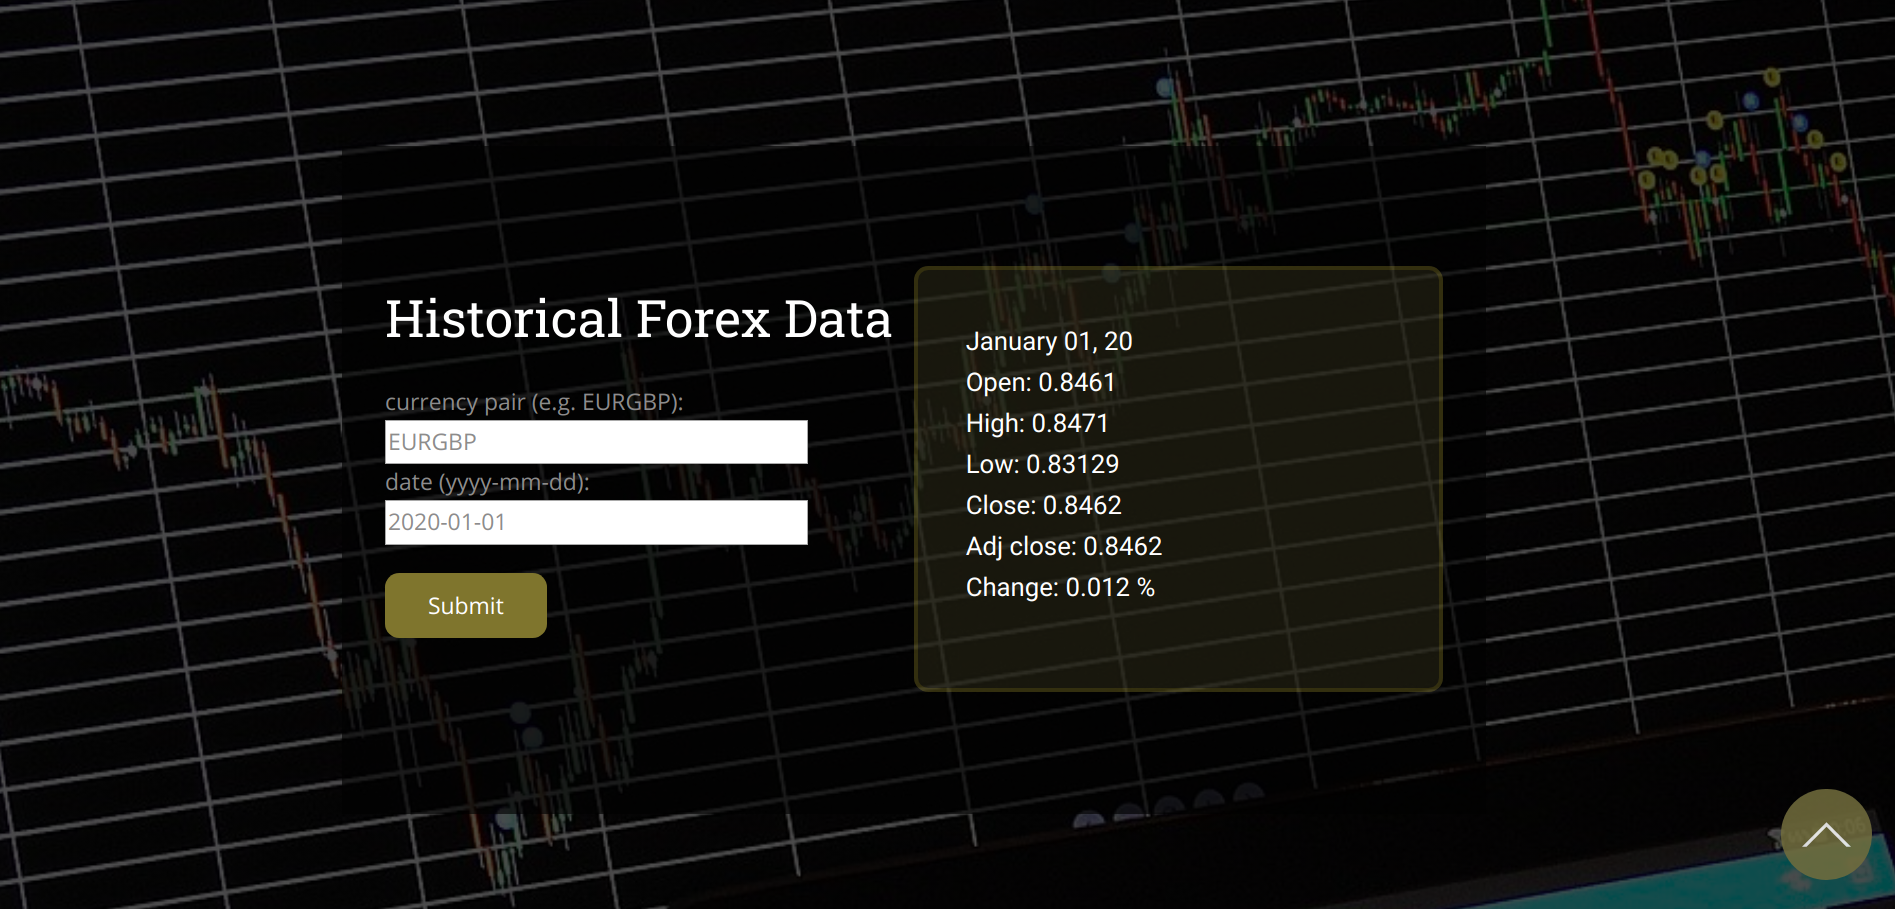 Historical Forex Data
currency pair (e.g. EURGBP):
EURGBP
date (yyyy-mm-dd):
2020-01-01
Submit
January 01, 20
Open: 0.8461
High: 0.8471
Low: 0.83129
Close: 0.8462
Adj close: 0.8462
Change: 0.012 %